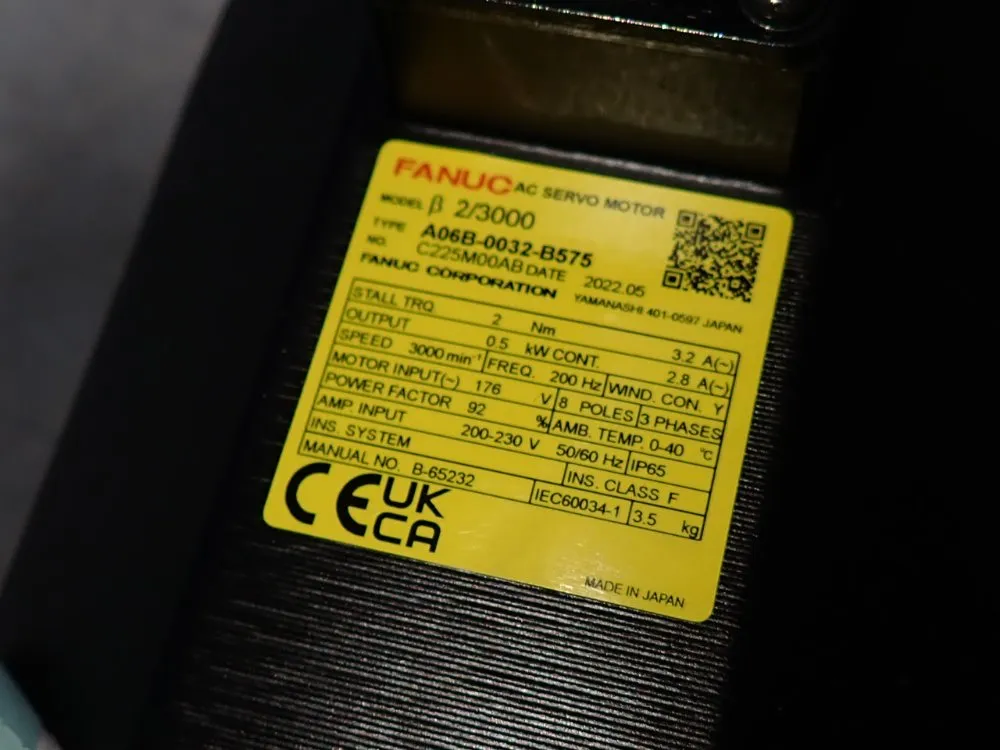 FANUC AC SERVO MOTOR
MODEL β 2/3000
TYPE A06B-0032-B575
NO. C225M00AB DATE 2022.05
FANUC CORPORATION YAMANASHI 401-0597 JAPAN
STALL TRQ. 2 Nm 3.2 A(~)
OUTPUT 0.5 kW CONT. 2.8 A(~)
SPEED 3000 min⁻¹ FREQ. 200 Hz WIND. CON. Y
MOTOR INPUT(~) 176 V 8 POLES 3 PHASES
POWER FACTOR 92 % AMB. TEMP. 0-40 ℃
AMP. INPUT 200-230 V 50/60 Hz IP65
INS. SYSTEM INS. CLASS F
MANUAL NO. B-65232 IEC60034-1 3.5 kg
CE UK
CA
MADE IN JAPAN